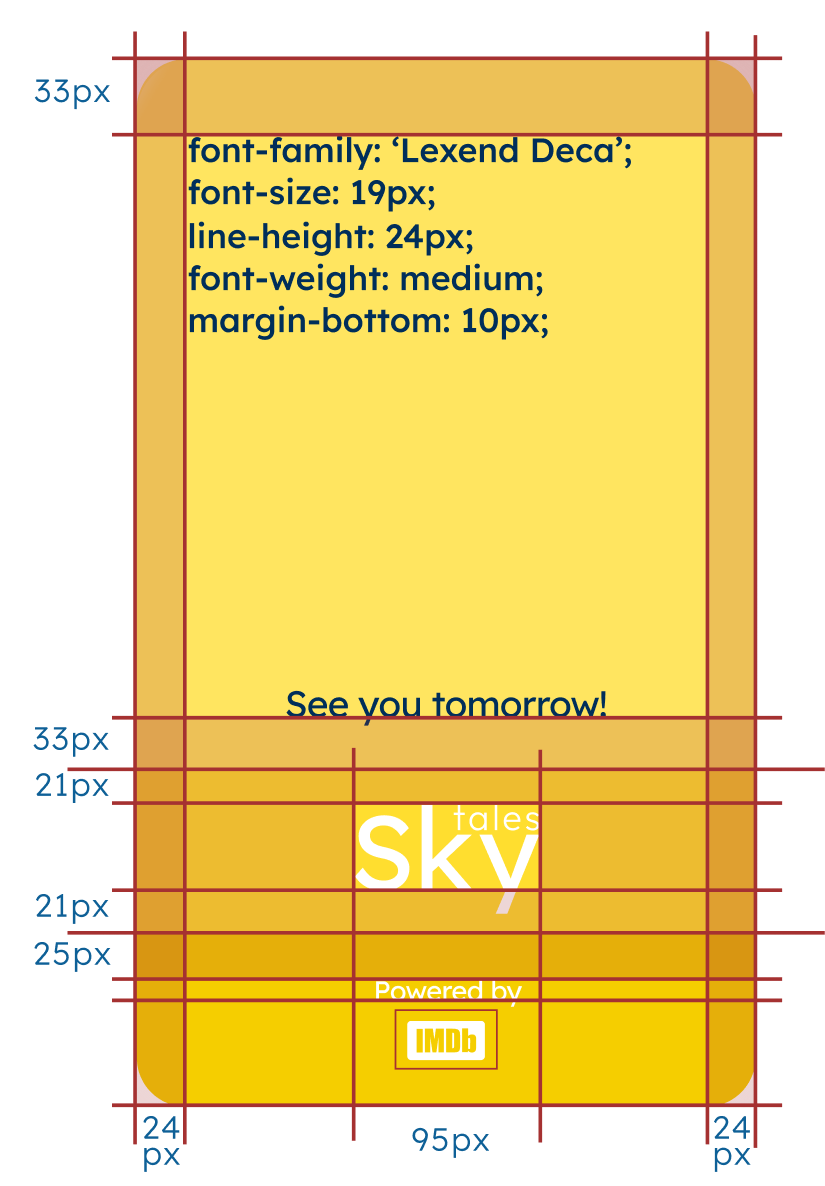 33px
font-family: ‘Lexend Deca’;
font-size: 19px;
line-height: 24px;
font-weight: medium;
margin-bottom: 10px;
See you tomorrow!
33px
21px
tales
Sky
21px
25px
Powered by
IMDb
24
px
95px
24
px